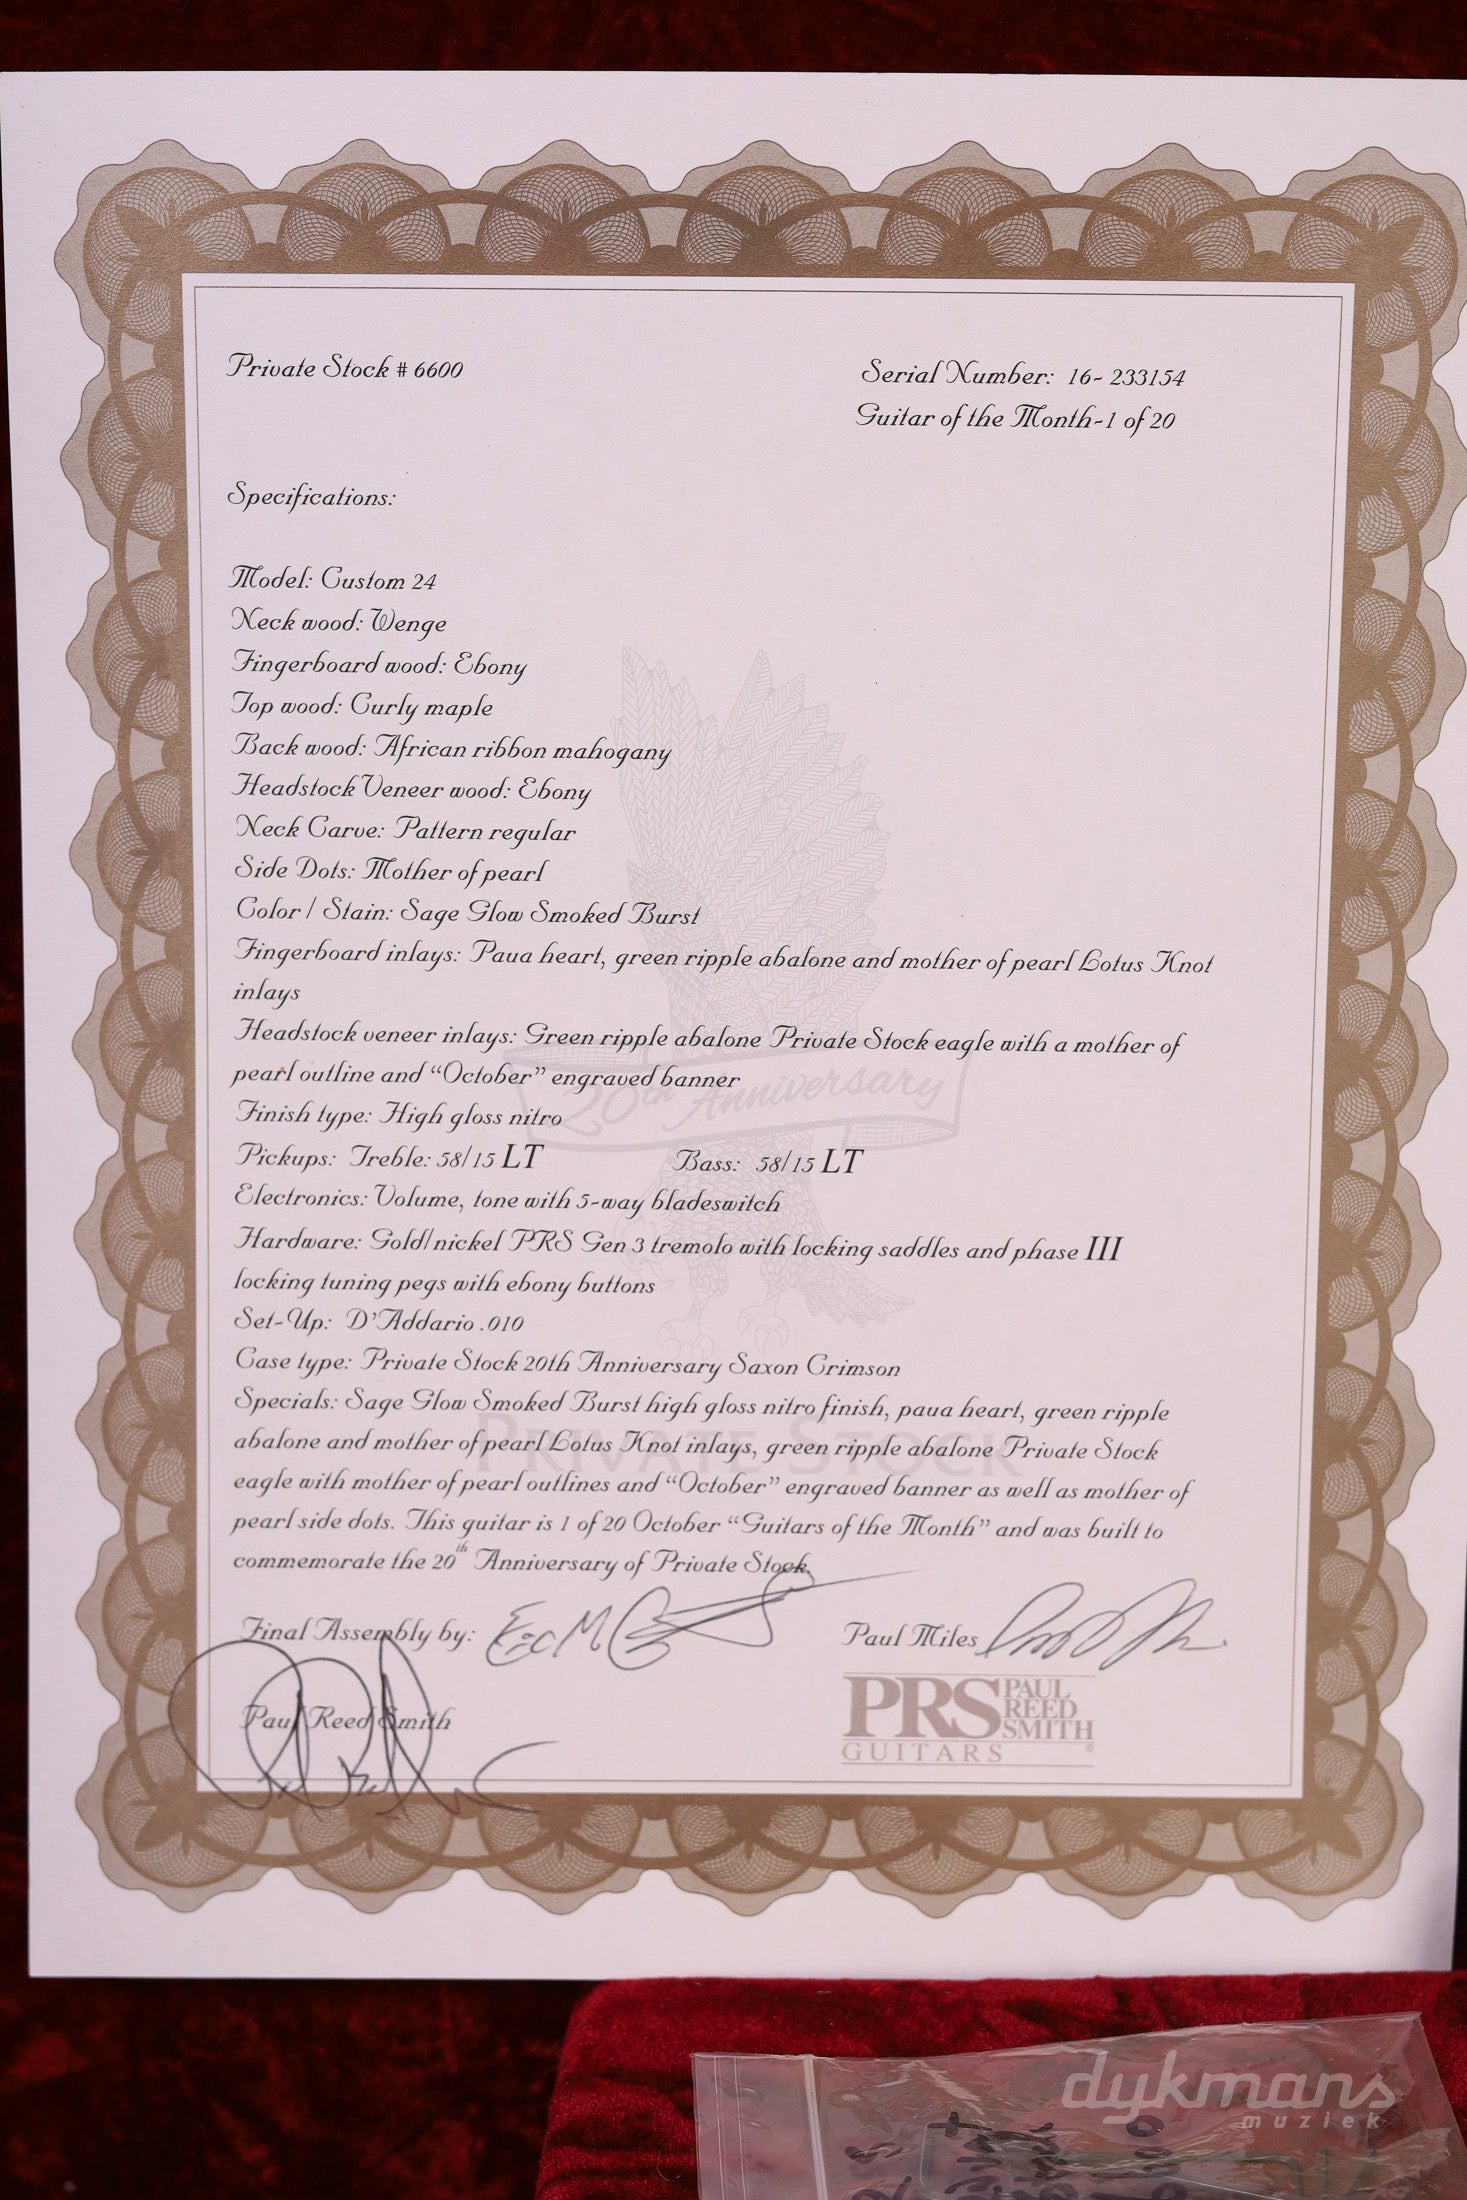 Private Stock # 6600
Serial Number: 16- 233154
Guitar of the Month-1 of 20
Specifications:
Model: Custom 24
Neck wood: Wenge
Fingerboard wood: Ebony
Top wood: Curly maple
Back wood: African ribbon mahogany
Headstock Veneer wood: Ebony
Neck Carve: Pattern regular
Side Dots: Mother of pearl
Color / Stain: Sage Glow Smoked Burst
Fingerboard inlays: Paua heart, green ripple abalone and mother of pearl Lotus Knot
inlays
Headstock veneer inlays: Green ripple abalone Private Stock eagle with a mother of
pearl outline and “October” engraved banner
20th Anniversary
Finish type: High gloss nitro
Pickups: Treble: 58/15 LT Bass: 58/15 LT
Electronics: Volume, tone with 5-way bladeswitch
Hardware: Gold/nickel PRS Gen 3 tremolo with locking saddles and phase III
locking tuning pegs with ebony buttons
Set-Up: D'Addario .010
Case type: Private Stock 20th Anniversary Saxon Crimson
Specials: Sage Glow Smoked Burst high gloss nitro finish, paua heart, green ripple
abalone and mother of pearl Lotus Knot inlays, green ripple abalone Private Stock
PRIVATE STOCK
eagle with mother of pearl outlines and “October” engraved banner as well as mother of
pearl side dots. This guitar is 1 of 20 October “Guitars of the Month” and was built to
commemorate the 20th Anniversary of Private Stock.
Final Assembly by:
Paul Miles
Paul Reed Smith
PRS PAUL
REED
SMITH
GUITARS
dykmans
muziek